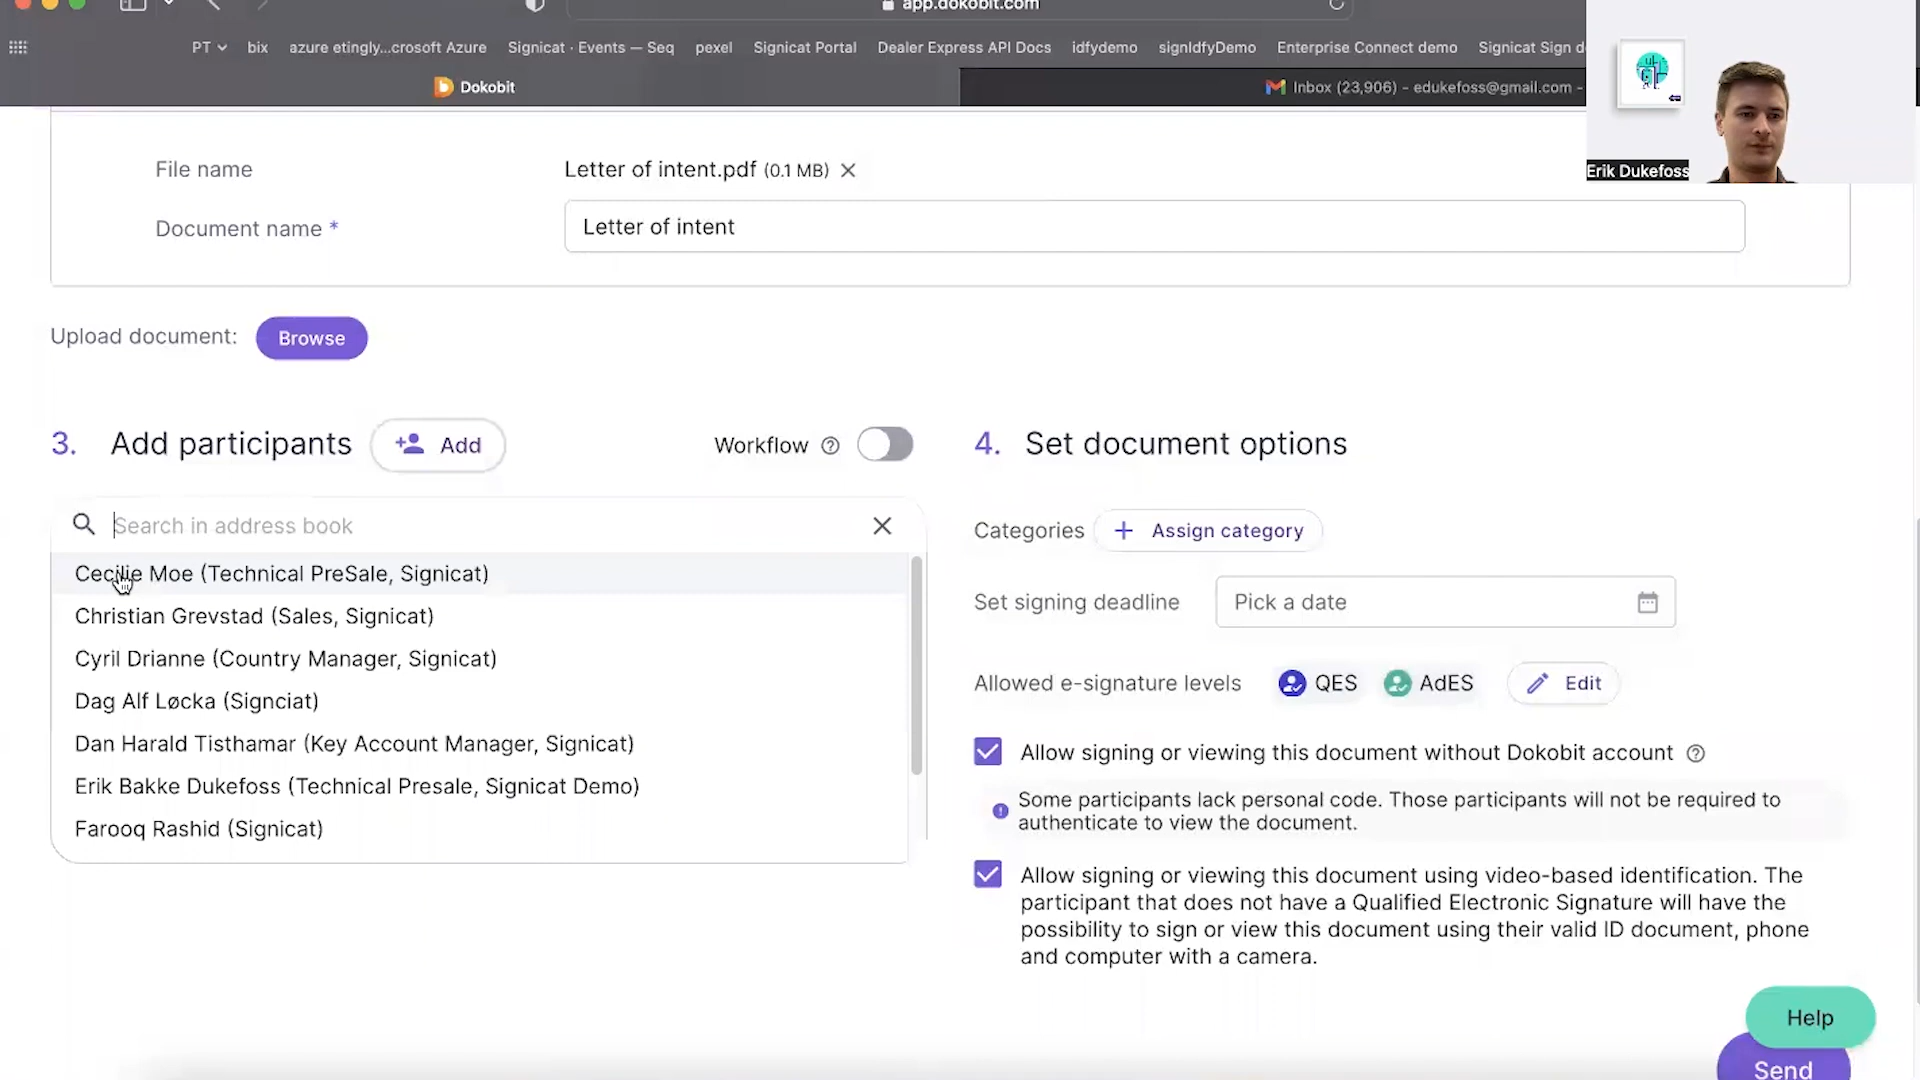 app.dokobit.com
PT
bix
azure etingly...crosoft Azure
Signicat · Events — Seq
pexel
Signicat Portal
Dealer Express API Docs
idfydemo
signIdfyDemo
Enterprise Connect demo
Signicat Sign d
Dokobit
Inbox (23,906) - edukefoss@gmail.com -
Erik Dukefoss
File name
Letter of intent.pdf (0.1 MB)
Document name *
Letter of intent
Upload document:
Browse
3. Add participants
Add
Workflow
Search in address book
Cecilie Moe (Technical PreSale, Signicat)
Christian Grevstad (Sales, Signicat)
Cyril Drianne (Country Manager, Signicat)
Dag Alf Løcka (Signciat)
Dan Harald Tisthamar (Key Account Manager, Signicat)
Erik Bakke Dukefoss (Technical Presale, Signicat Demo)
Farooq Rashid (Signicat)
4. Set document options
Categories
Assign category
Set signing deadline
Pick a date
Allowed e-signature levels
QES
AdES
Edit
Allow signing or viewing this document without Dokobit account
Some participants lack personal code. Those participants will not be required to
authenticate to view the document.
Allow signing or viewing this document using video-based identification. The
participant that does not have a Qualified Electronic Signature will have the
possibility to sign or view this document using their valid ID document, phone
and computer with a camera.
Help
Send